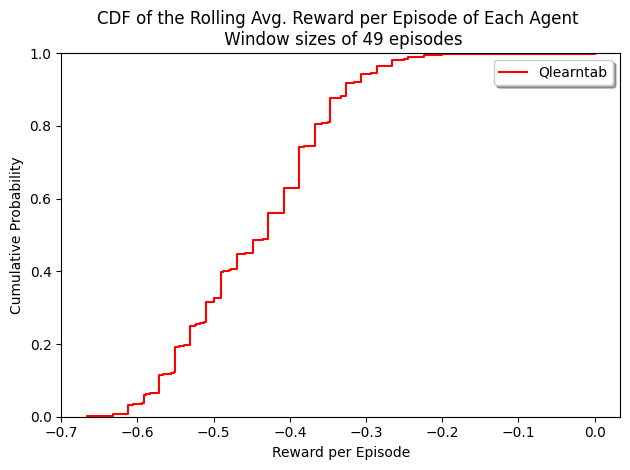 CDF of the Rolling Avg. Reward per Episode of Each Agent
Window sizes of 49 episodes
Qlearntab
Cumulative Probability
1.0
0.8
0.6
0.4
0.2
0.0
−0.7 −0.6 −0.5 −0.4 −0.3 −0.2 −0.1 0.0
Reward per Episode